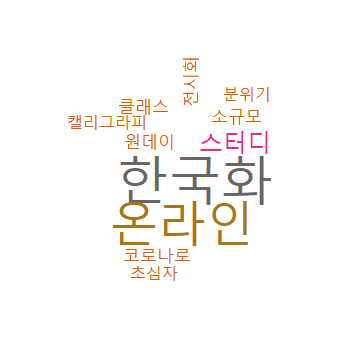 전시회
분위기
클래스
소규모
캘리그라피
원데이
스터디
한국화
온라인
코로나로
초심자